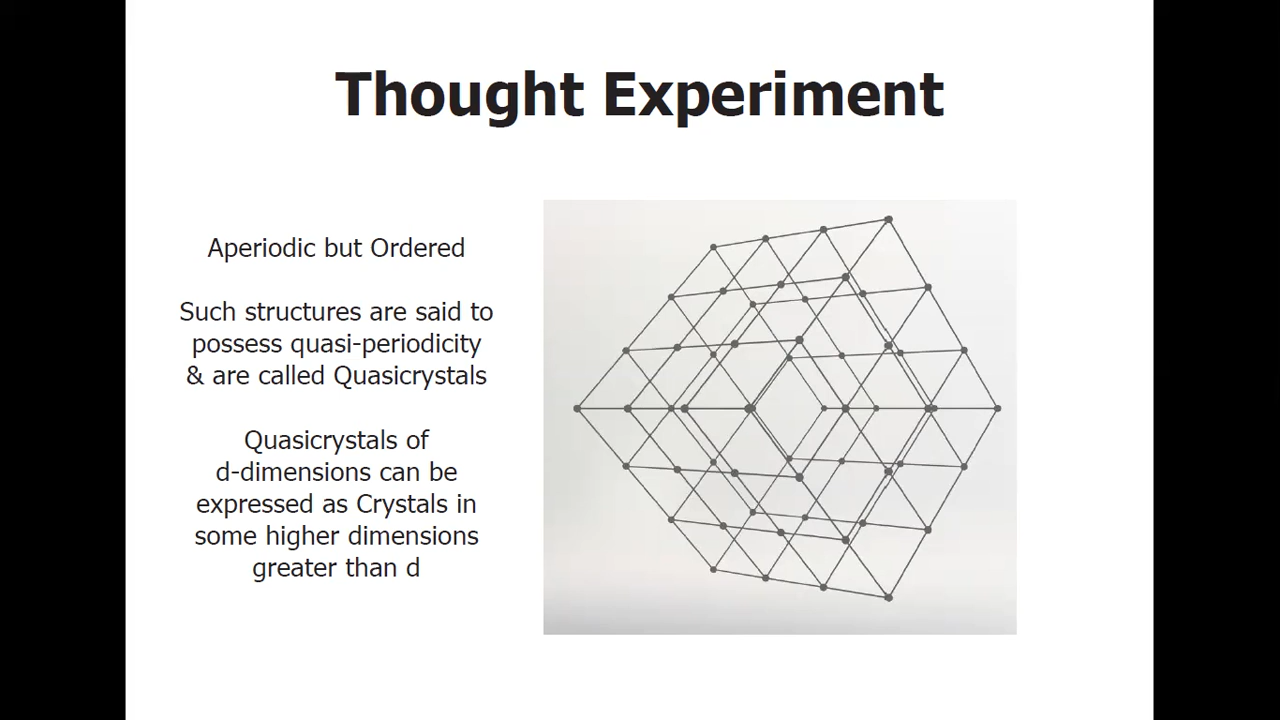 Thought Experiment
Aperiodic but Ordered
Such structures are said to
possess quasi-periodicity
& are called Quasicrystals
Quasicrystals of
d-dimensions can be
expressed as Crystals in
some higher dimensions
greater than d